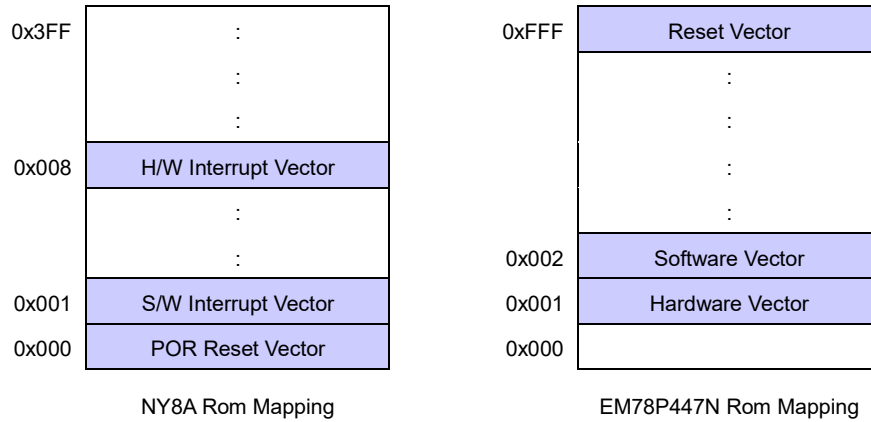 0x3FF : 
:
:
0x008 H/W Interrupt Vector
:
:
0x001 S/W Interrupt Vector
0x000 POR Reset Vector
NY8A Rom Mapping
0xFFF Reset Vector
:
:
:
:
0x002 Software Vector
0x001 Hardware Vector
0x000
EM78P447N Rom Mapping